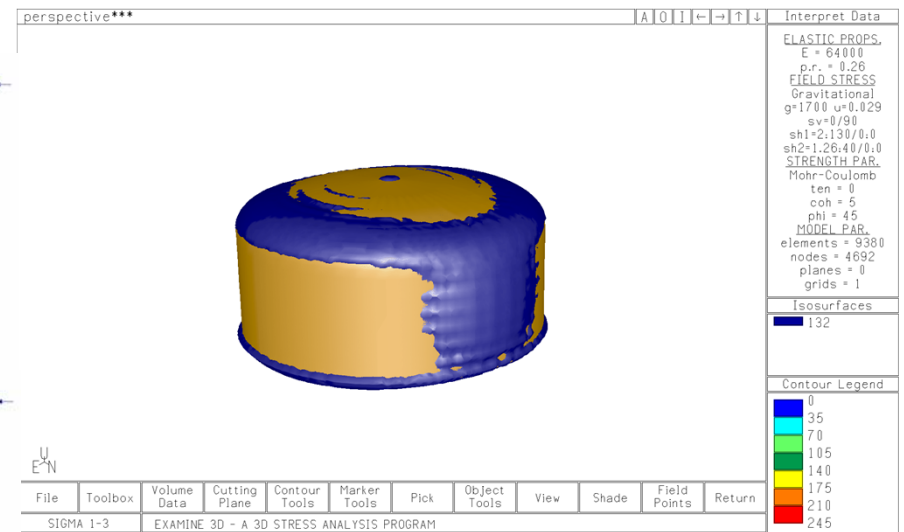 perspective***
A O I ← → ↑ ↓
Interpret Data
ELASTIC PROPS.
E = 64000
p.r. = 0.26
FIELD STRESS
Gravitational
g=1700 u=0.029
sv=0/90
sh1=2:130/0:0
sh2=1.26:40/0:0
STRENGTH PAR.
Mohr-Coulomb
ten = 0
coh = 5
phi = 45
MODEL PAR.
elements = 9380
nodes = 4692
planes = 0
grids = 1
Isosurfaces
132
Contour Legend
0
35
70
105
140
175
210
245
U
E N
File
Toolbox
Volume
Data
Cutting
Plane
Contour
Tools
Marker
Tools
Pick
Object
Tools
View
Shade
Field
Points
Return
SIGMA 1-3
EXAMINE 3D - A 3D STRESS ANALYSIS PROGRAM